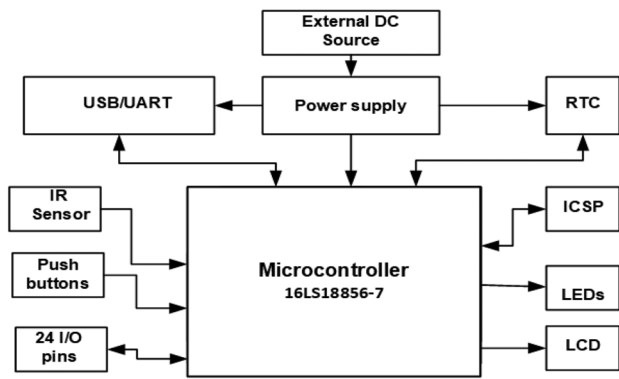 External DC
Source
USB/UART
Power supply
RTC
IR
Sensor
Push
buttons
24 I/O
pins
Microcontroller
16LS18856-7
ICSP
LEDs
LCD